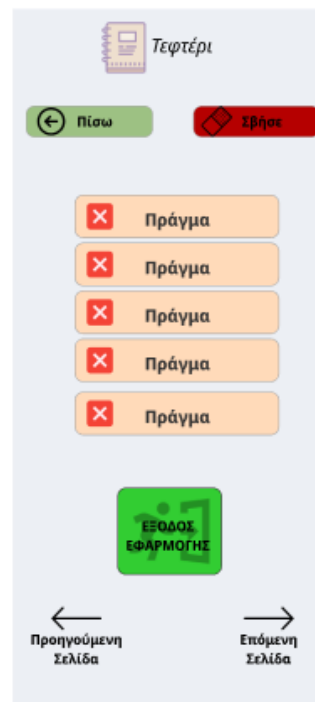 Τεφτέρι
Πίσω
Σβήσε
Πράγμα
Πράγμα
Πράγμα
Πράγμα
Πράγμα
ΕΞΟΔΟΣ
ΕΦΑΡΜΟΓΗΣ
Προηγούμενη
Σελίδα
Επόμενη
Σελίδα